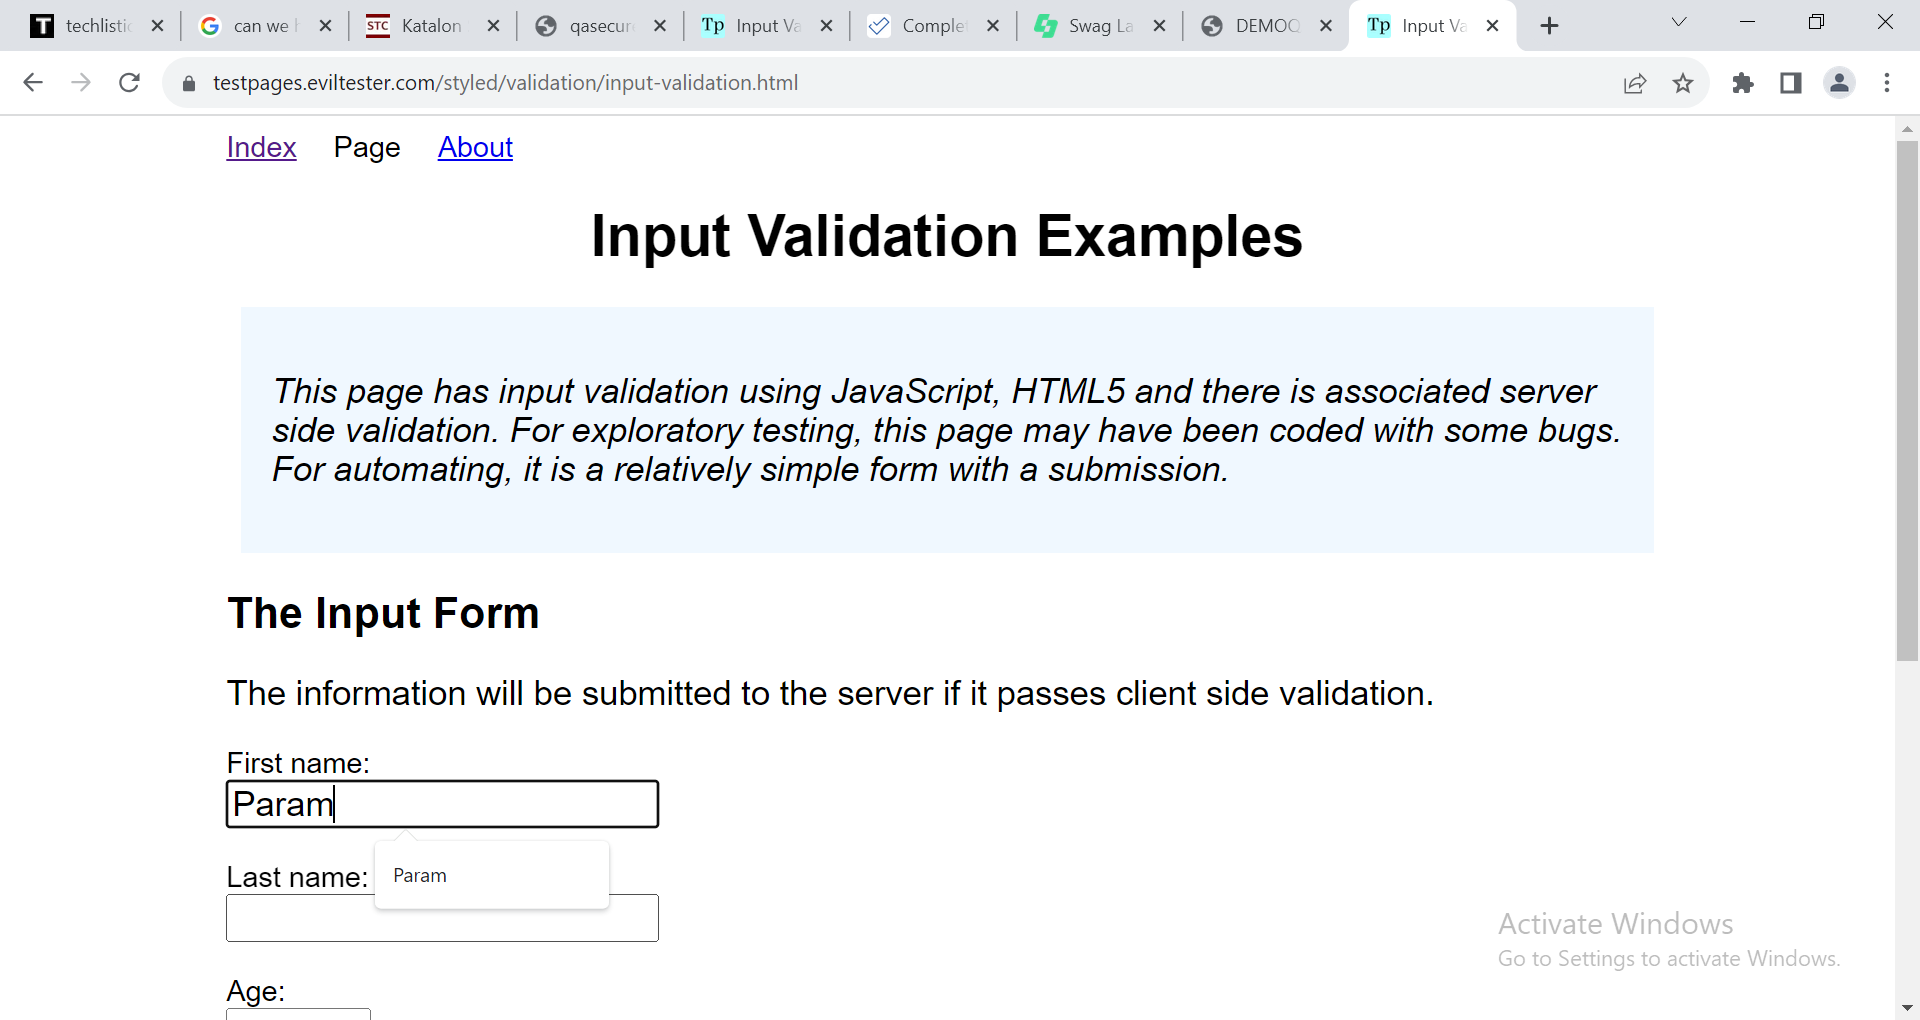 techlistic
can we h
STC Katalon
qasecure
Tp Input Va
Complet
Swag La
DEMOQ
Tp Input Va
testpages.eviltester.com/styled/validation/input-validation.html
Index Page About
Input Validation Examples
This page has input validation using JavaScript, HTML5 and there is associated server
side validation. For exploratory testing, this page may have been coded with some bugs.
For automating, it is a relatively simple form with a submission.
The Input Form
The information will be submitted to the server if it passes client side validation.
First name:
Param
Param
Last name:
Age:
Activate Windows
Go to Settings to activate Windows.